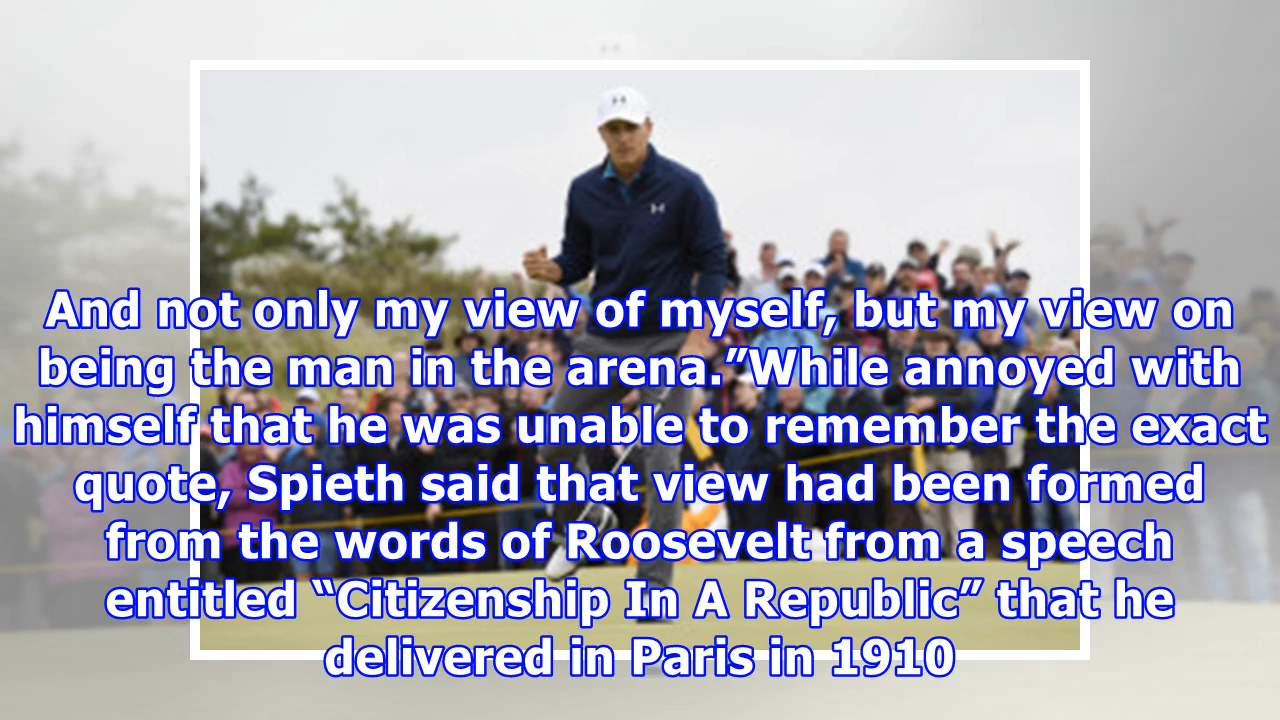 And not only my view of myself, but my view on
being the man in the arena.”While annoyed with
himself that he was unable to remember the exact
quote, Spieth said that view had been formed
from the words of Roosevelt from a speech
entitled “Citizenship In A Republic” that he
delivered in Paris in 1910